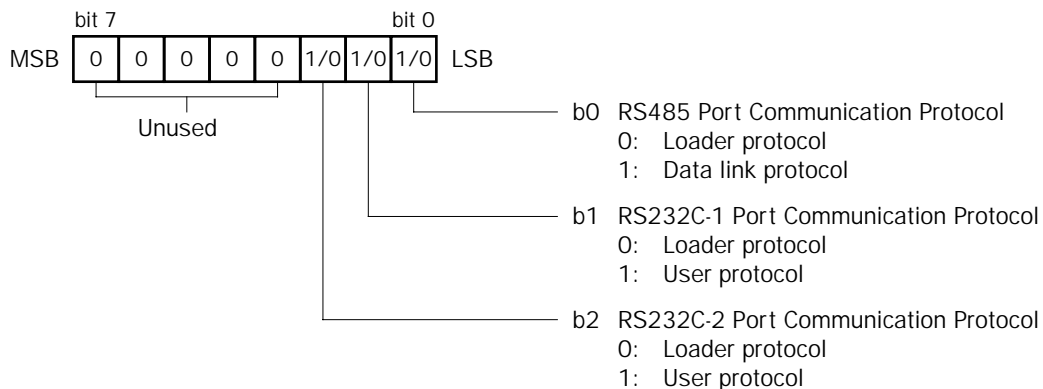 bit 7 bit 0
MSB 0 0 0 0 0 1/0 1/0 1/0 LSB
Unused
b0 RS485 Port Communication Protocol
0: Loader protocol
1: Data link protocol
b1 RS232C-1 Port Communication Protocol
0: Loader protocol
1: User protocol
b2 RS232C-2 Port Communication Protocol
0: Loader protocol
1: User protocol